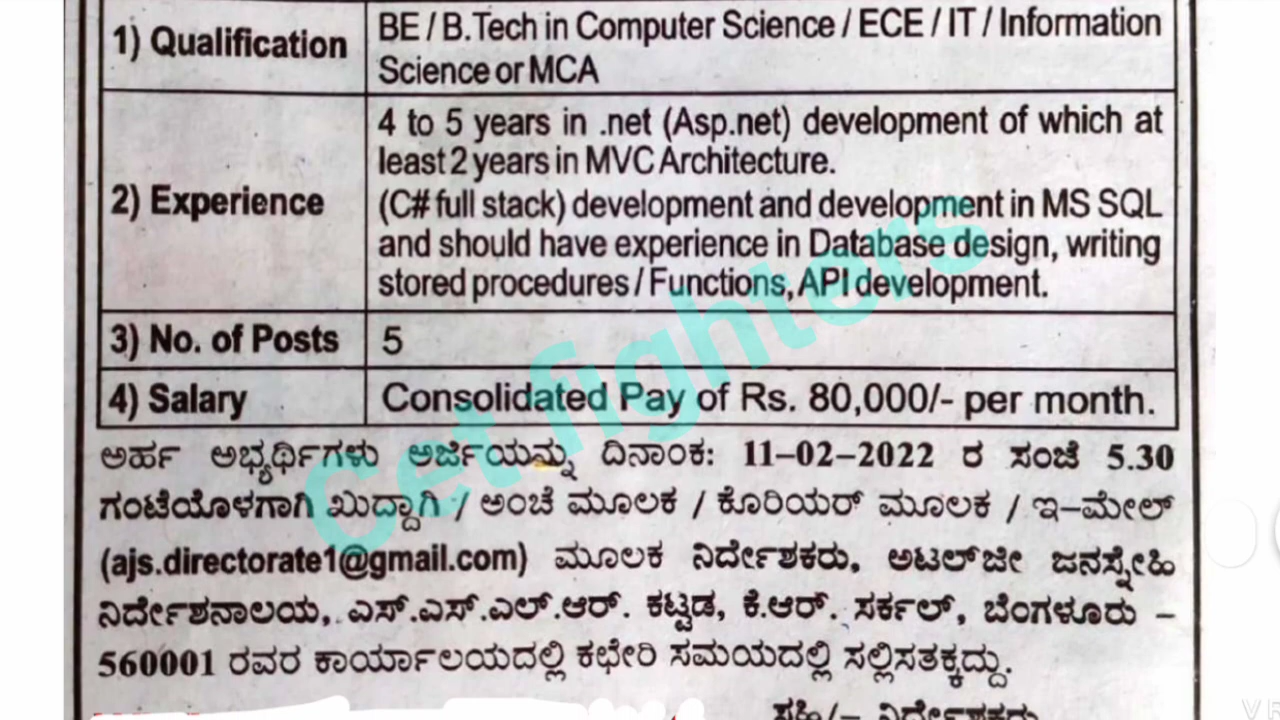 1) Qualification
BE / B.Tech in Computer Science / ECE / IT / Information
Science or MCA
2) Experience
4 to 5 years in .net (Asp.net) development of which at
least 2 years in MVC Architecture.
(C# full stack) development and development in MS SQL
and should have experience in Database design, writing
stored procedures / Functions, API development.
3) No. of Posts
5
4) Salary
Consolidated Pay of Rs. 80,000/- per month.
Cet fighters
ಅರ್ಹ ಅಭ್ಯರ್ಥಿಗಳು ಅರ್ಜಿಯನ್ನು ದಿನಾಂಕ: 11-02-2022 ರ ಸಂಜೆ 5.30
ಗಂಟೆಯೊಳಗಾಗಿ ಖುದ್ದಾಗಿ / ಅಂಚೆ ಮೂಲಕ / ಕೊರಿಯರ್ ಮೂಲಕ / ಇ-ಮೇಲ್
(ajs.directorate1@gmail.com) ಮೂಲಕ ನಿರ್ದೇಶಕರು, ಅಟಲ್‌ಜೀ ಜನಸ್ನೇಹಿ
ನಿರ್ದೇಶನಾಲಯ, ಎಸ್.ಎಸ್.ಎಲ್.ಆರ್. ಕಟ್ಟಡ, ಕೆ.ಆರ್. ಸರ್ಕಲ್, ಬೆಂಗಳೂರು -
560001 ರವರ ಕಾರ್ಯಾಲಯದಲ್ಲಿ ಕಛೇರಿ ಸಮಯದಲ್ಲಿ ಸಲ್ಲಿಸತಕ್ಕದ್ದು.
ಸಹಿ/- ನಿರ್ದೇಶಕರು